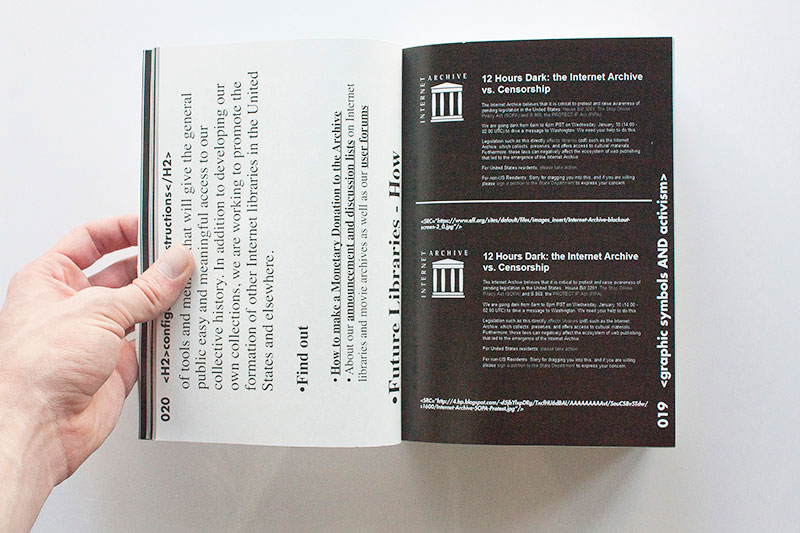 020 <H2>config structions</H2>
of tools and that will give the general
public easy and meaningful access to our
collective history. In addition to developing our
own collections, we are working to promote the
formation of other Internet libraries in the United
States and elsewhere.
•Find out
•How to make a Monetary Donation to the Archive
•About our announcement and discussion lists on Internet
libraries and movie archives as well as our user forums
•Future Libraries - How
INTERNET ARCHIVE
12 Hours Dark: the Internet Archive
vs. Censorship
The Internet Archive believes that it is critical to protest and raise awareness of
pending legislation in the United States: House Bill 3261, The Stop Online
Piracy Act (SOPA) and S.968, the PROTECT IP Act (PIPA).
We are going dark from 6am to 6pm PST on Wednesday, January 18 (14:00 -
02:00 UTC) to drive a message to Washington. We need your help to do this.
Legislation such as this directly affects libraries (pdf) such as the Internet
Archive, which collects, preserves, and offers access to cultural materials.
Furthermore, these laws can negatively affect the ecosystem of web publishing
that led to the emergence of the Internet Archive.
For United States residents: please take action.
For non-US Residents: Sorry for dragging you into this, and if you are willing
please sign a petition to the State Department to express your concern.
<SRC="https://www.eff.org/sites/default/files/images_insert/Internet-Archive-blackout-
screen-3_0.jpg"/>
INTERNET ARCHIVE
12 Hours Dark: the Internet Archive
vs. Censorship
The Internet Archive believes that it is critical to protest and raise awareness of
pending legislation in the United States: House Bill 3261, The Stop Online
Piracy Act (SOPA) and S.968, the PROTECT IP Act (PIPA).
We are going dark from 6am to 6pm PST on Wednesday, January 18 (14:00 -
02:00 UTC) to drive a message to Washington. We need your help to do this.
Legislation such as this directly affects libraries (pdf) such as the Internet
Archive, which collects, preserves, and offers access to cultural materials.
Furthermore, these laws can negatively affect the ecosystem of web publishing
that led to the emergence of the Internet Archive.
For United States residents: please take action.
For non-US Residents: Sorry for dragging you into this, and if you are willing
please sign a petition to the State Department to express your concern.
s1600/Internet-Archive-SOPA-Protest.jpg"/>
019 <graphic symbols AND activism>